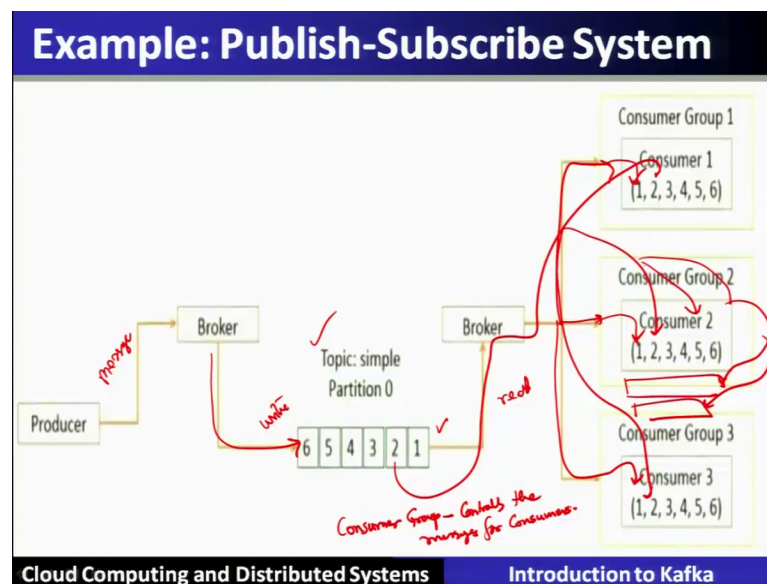 Example: Publish-Subscribe System
Consumer Group 1
Consumer 1
(1, 2, 3, 4, 5, 6)
Consumer Group 2
Consumer 2
(1, 2, 3, 4, 5, 6)
Broker
Broker
Topic: simple
Partition 0
Producer
write
6 5 4 3 2 1
Consumer Group 3
Consumer 3
(1, 2, 3, 4, 5, 6)
Consumer Group - Controls the
for Consumers.
Cloud Computing and Distributed Systems
Introduction to Kafka